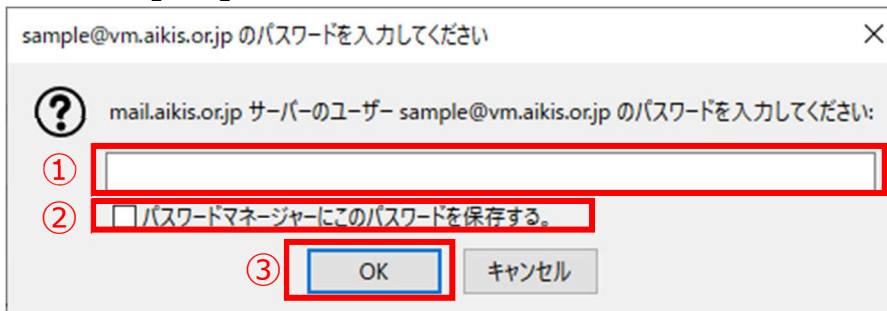 sample@vm.aikis.or.jp のパスワードを入力してください
mail.aikis.or.jp サーバーのユーザー sample@vm.aikis.or.jp のパスワードを入力してください:
①
② パスワードマネージャーにこのパスワードを保存する。
③ OK キャンセル